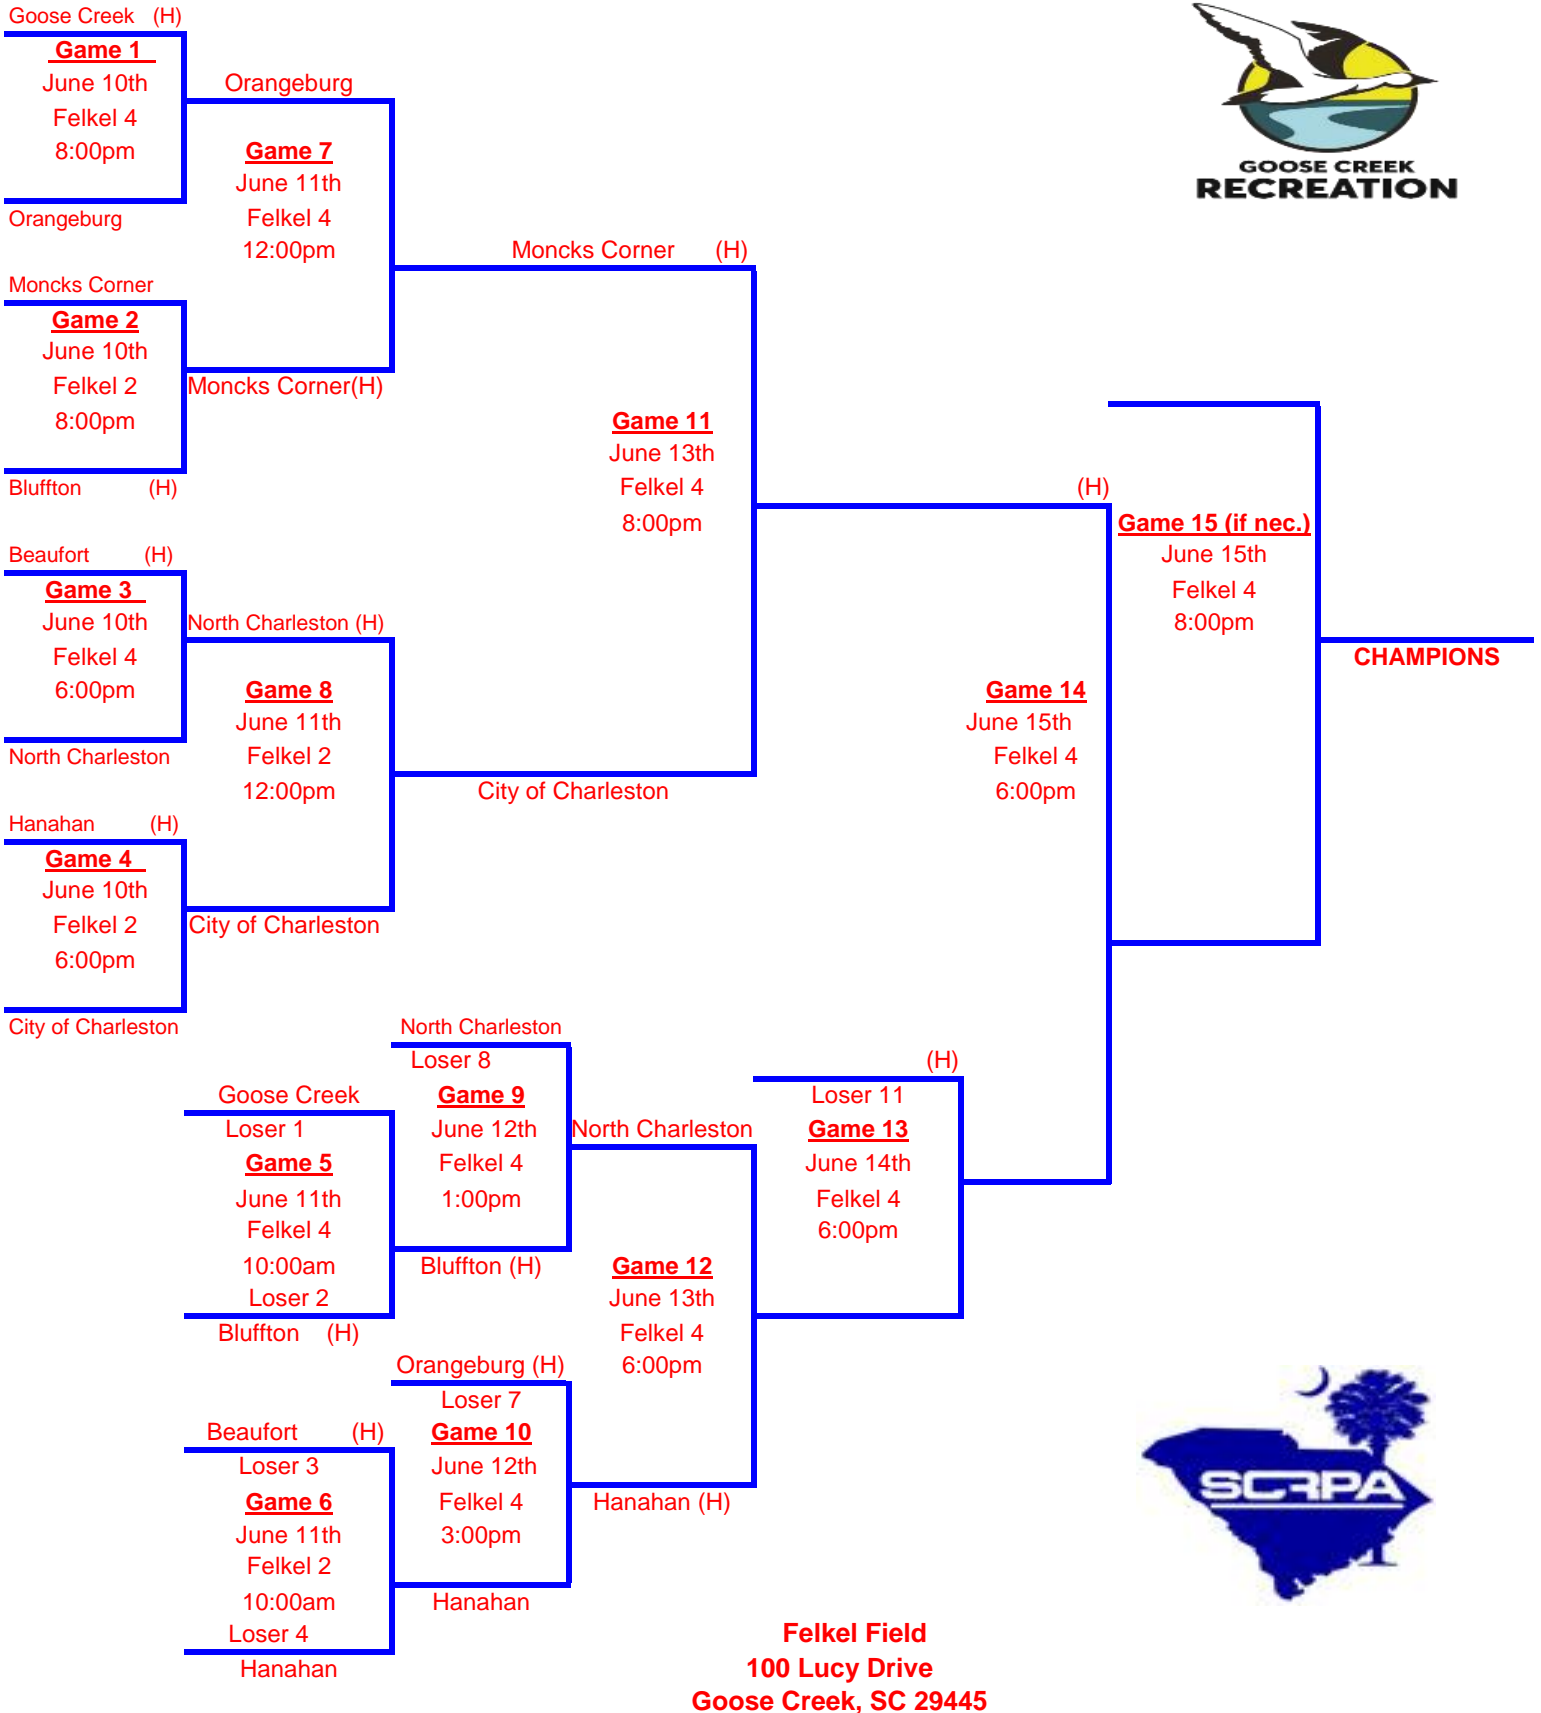 Goose Creek (H)
Game 1
June 10th
Felkel 4
8:00pm
Orangeburg
Moncks Corner
Game 2
June 10th
Felkel 2
8:00pm
Bluffton (H)
Beaufort (H)
Game 3
June 10th
Felkel 4
6:00pm
North Charleston
Hanahan (H)
Game 4
June 10th
Felkel 2
6:00pm
City of Charleston
Orangeburg
Game 7
June 11th
Felkel 4
12:00pm
Moncks Corner(H)
North Charleston (H)
Game 8
June 11th
Felkel 2
12:00pm
City of Charleston
Goose Creek
Loser 1
Game 5
June 11th
Felkel 4
10:00am
Loser 2
Bluffton (H)
Beaufort (H)
Loser 3
Game 6
June 11th
Felkel 2
10:00am
Loser 4
Hanahan
North Charleston
Loser 8
Game 9
June 12th
Felkel 4
1:00pm
Bluffton (H)
Orangeburg (H)
Loser 7
Game 10
June 12th
Felkel 4
3:00pm
Hanahan
Moncks Corner (H)
Game 11
June 13th
Felkel 4
8:00pm
City of Charleston
North Charleston
Game 12
June 13th
Felkel 4
6:00pm
Hanahan (H)
(H)
Loser 11
Game 13
June 14th
Felkel 4
6:00pm
(H)
Game 14
June 15th
Felkel 4
6:00pm
Game 15 (if nec.)
June 15th
Felkel 4
8:00pm
CHAMPIONS
GOOSE CREEK
RECREATION
SCRPA
Felkel Field
100 Lucy Drive
Goose Creek, SC 29445